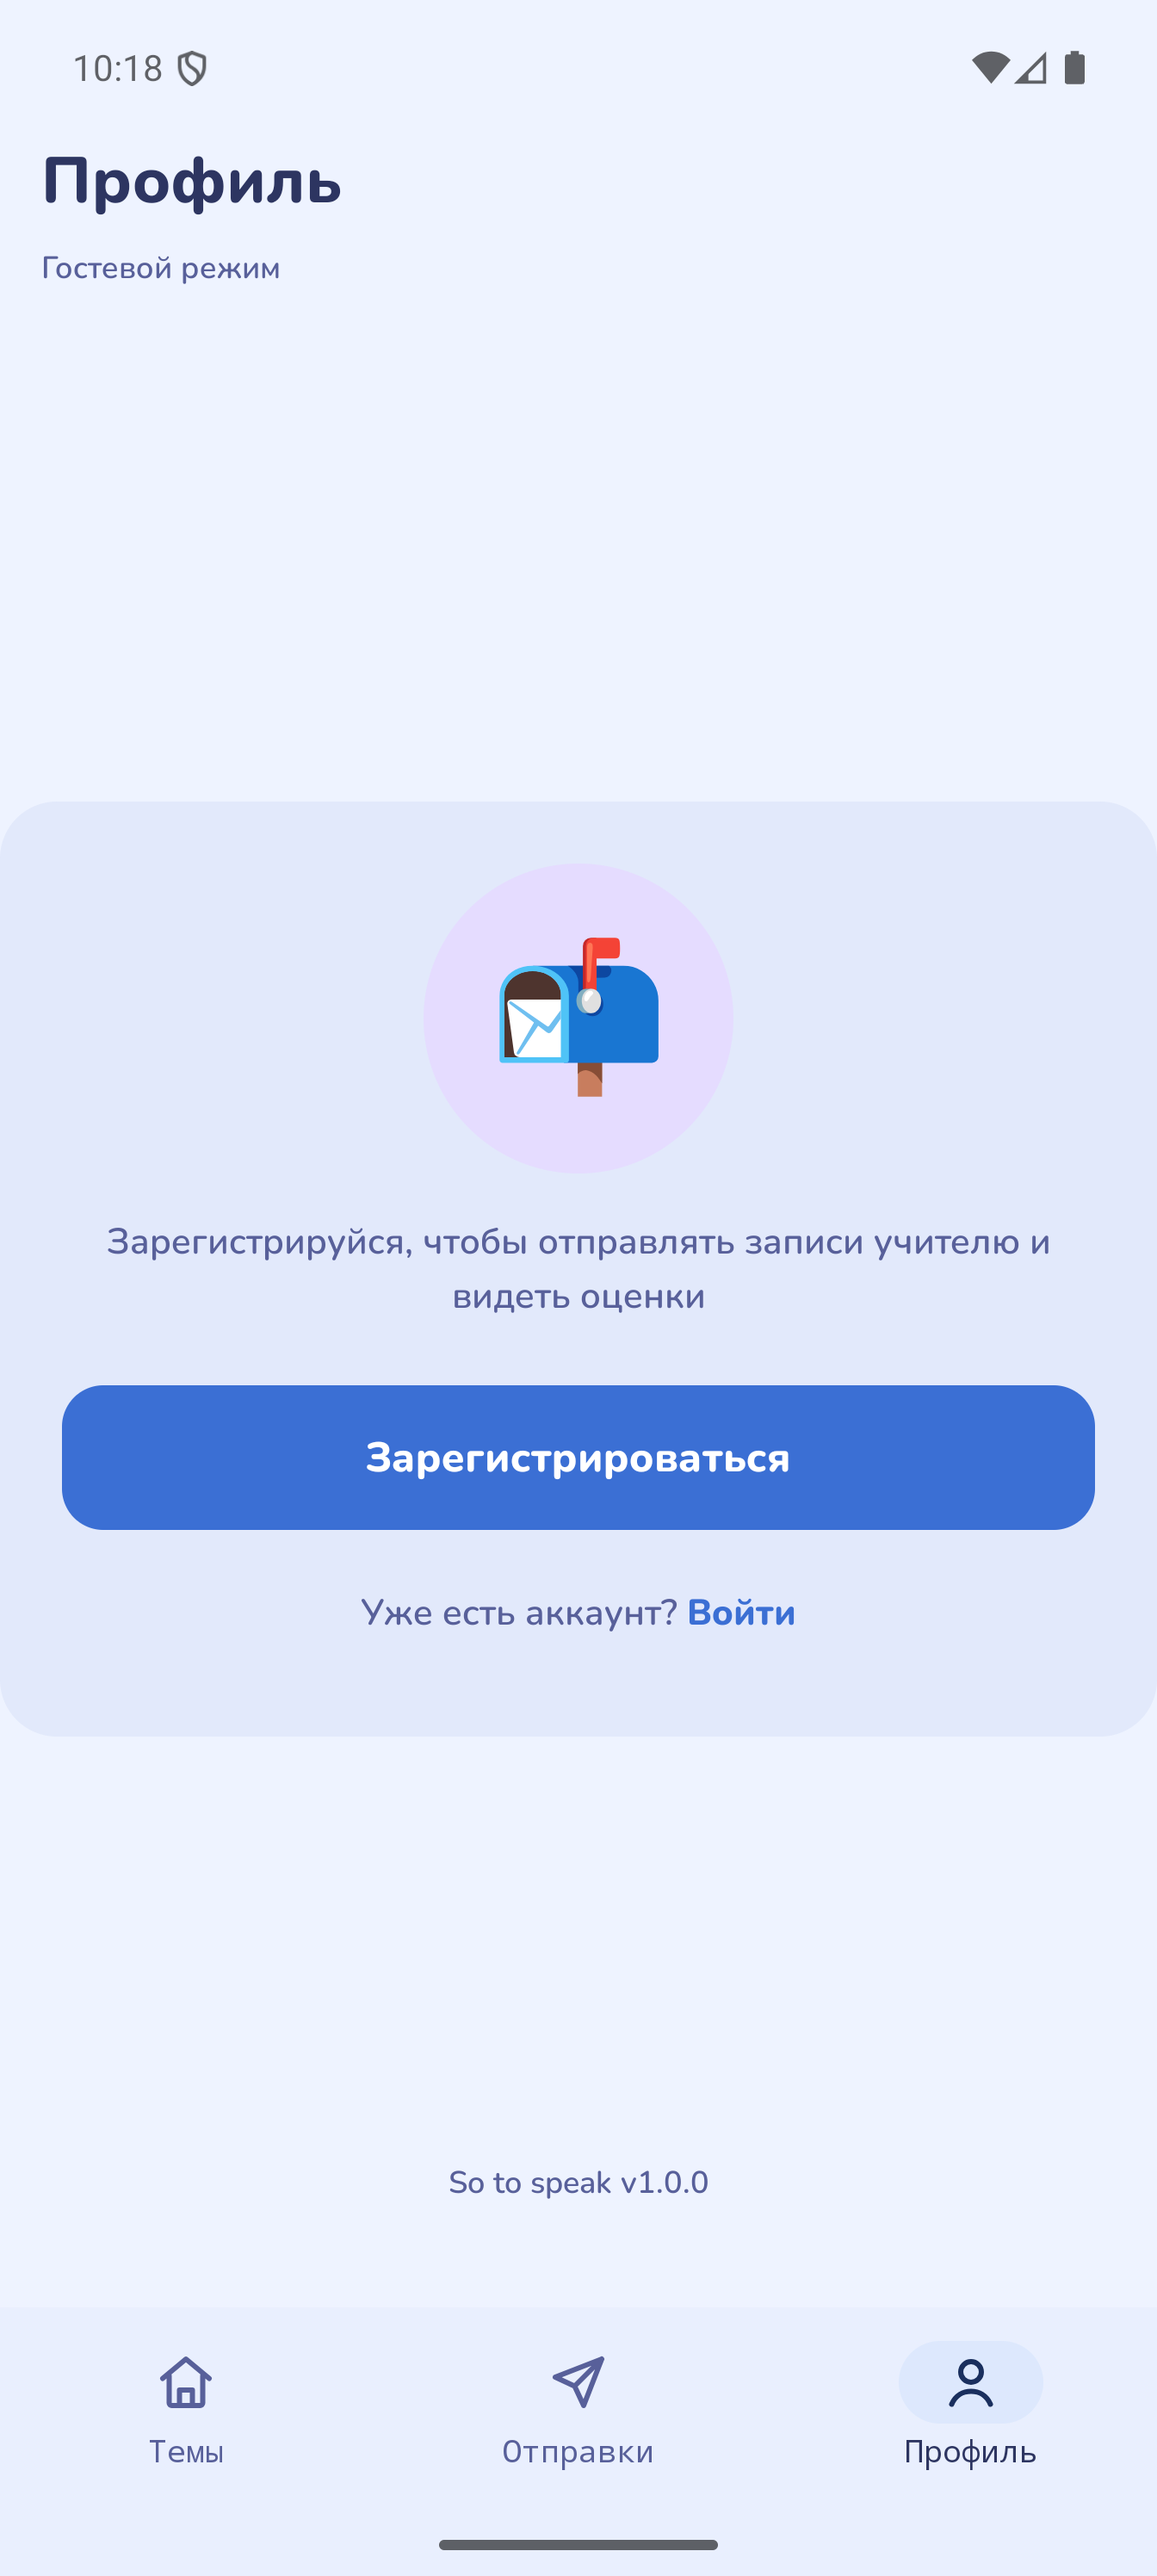 10:18
Профиль
Гостевой режим
Зарегистрируйся, чтобы отправлять записи учителю и
видеть оценки
Зарегистрироваться
Уже есть аккаунт? Войти
So to speak v1.0.0
Темы
Отправки
Профиль